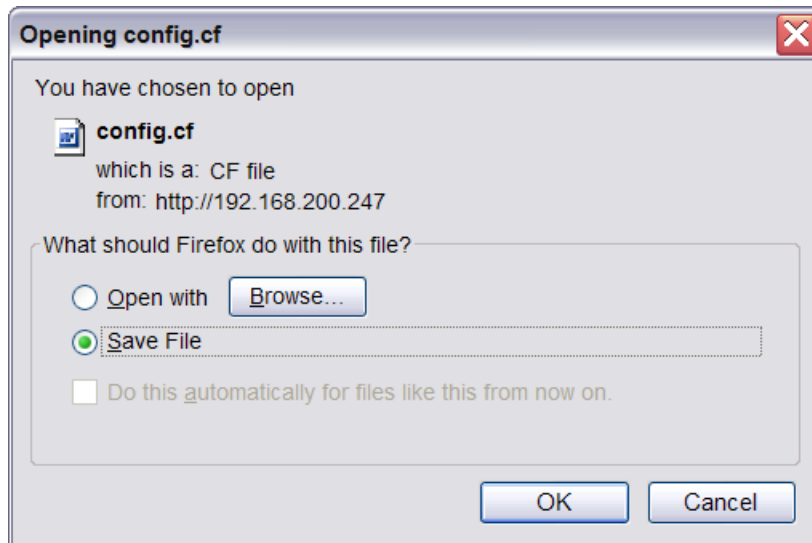 Opening config.cf
You have chosen to open
config.cf
which is a: CF file
from: http://192.168.200.247
What should Firefox do with this file?
Open with Browse...
Save File
Do this automatically for files like this from now on.
OK Cancel